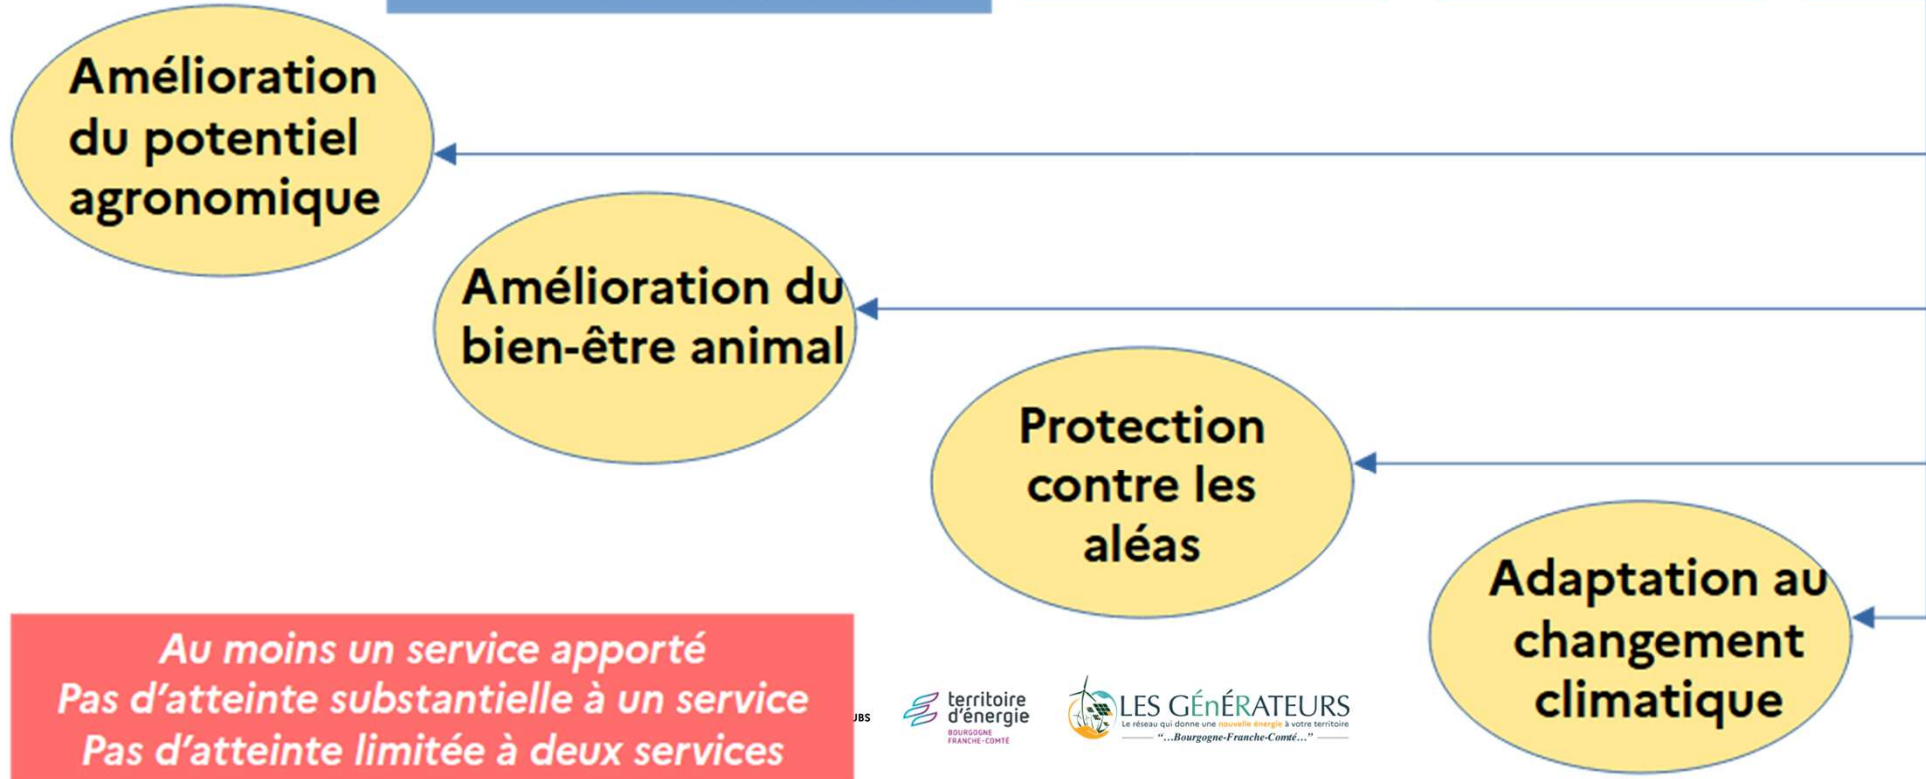 Amélioration
du potentiel
agronomique
Amélioration du
bien-être animal
Protection
contre les
aléas
Adaptation au
changement
climatique
Au moins un service apporté
Pas d'atteinte substantielle à un service
Pas d'atteinte limitée à deux services
UBS
territoire
d'énergie
BOURGOGNE
FRANCHE-COMTÉ
LES GÉnÉRATEURS
Le réseau qui donne une nouvelle énergie à votre territoire
"...Bourgogne-Franche-Comté..."